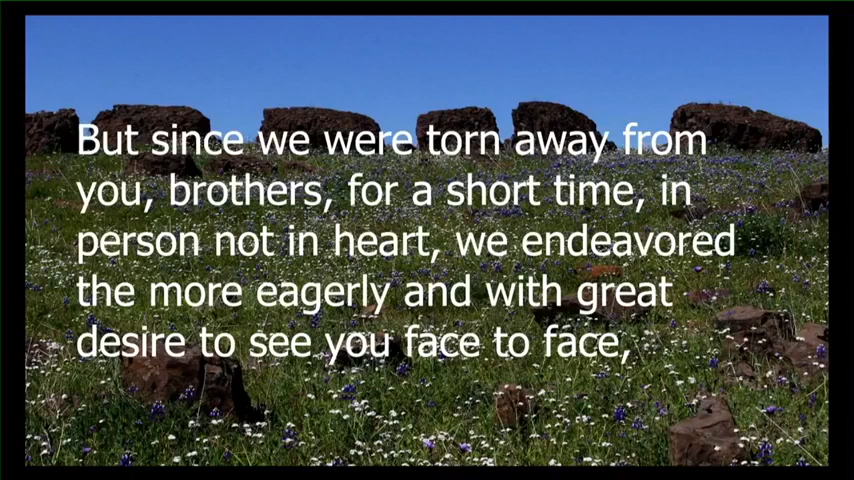 But since we were torn away from
you, brothers, for a short time, in
person not in heart, we endeavored
the more eagerly and with great
desire to see you face to face,